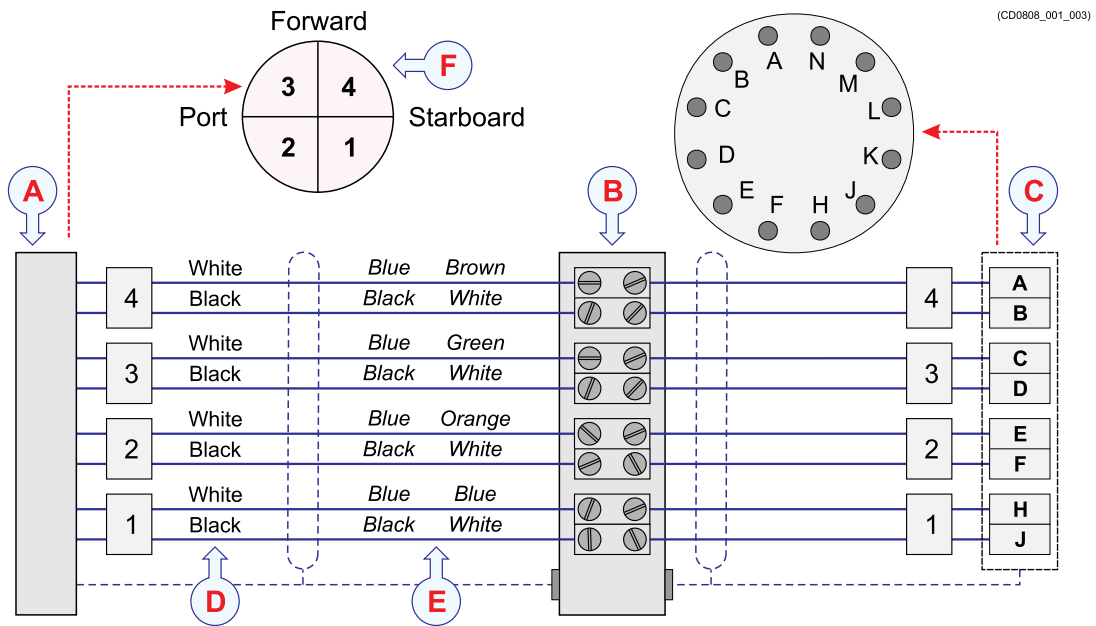 (CD0808_001_003)
Forward
F
3 4
Port
Starboard
2 1
A N
B M
C L
D K
E J
F H
A
B
C
4 White Blue Brown 4 A
Black Black White B
3 White Blue Green 3 C
Black Black White D
2 White Blue Orange 2 E
Black Black White F
1 White Blue Blue 1 H
Black Black White J
D
E